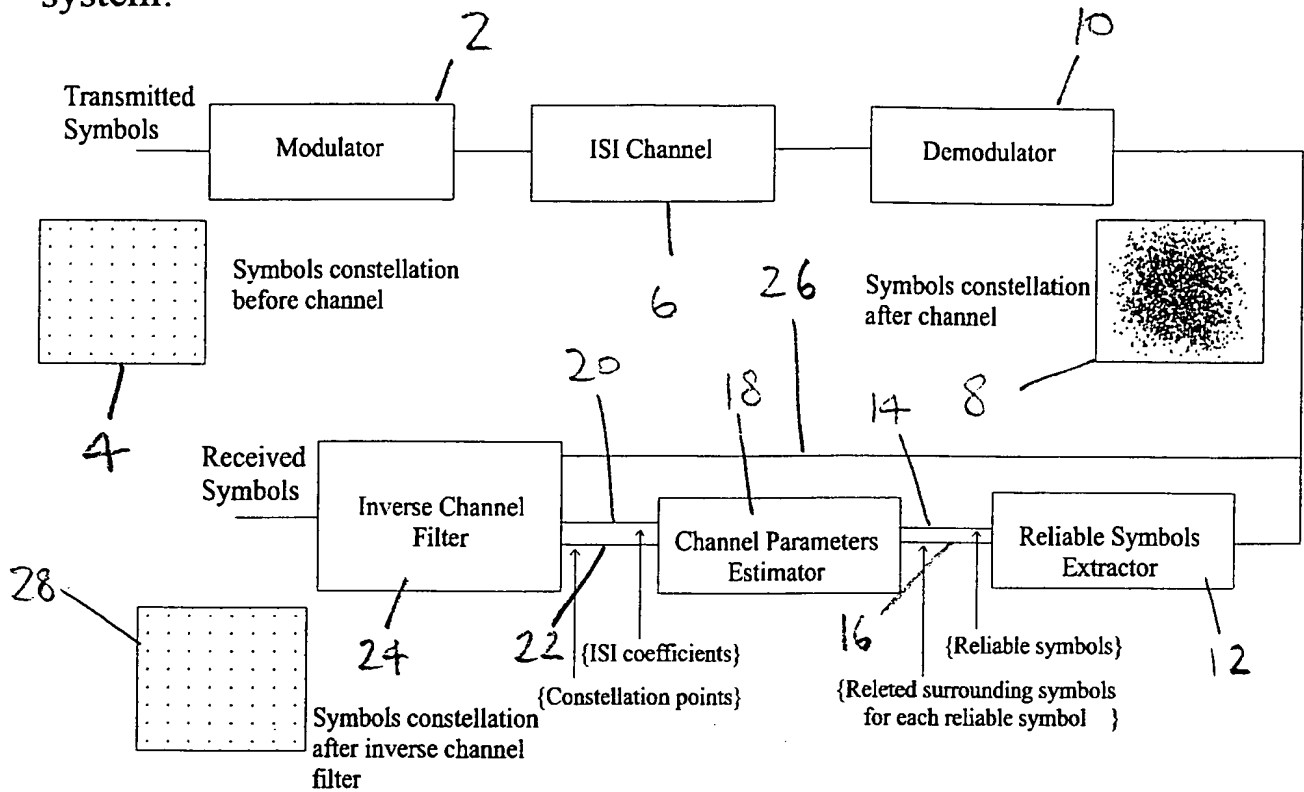 system.
2
10
Transmitted
Symbols
Modulator
ISI Channel
Demodulator
Symbols constellation
before channel
6
26
Symbols constellation
after channel
4
20
18
14
8
Received
Symbols
Inverse Channel
Filter
Channel Parameters
Estimator
Reliable Symbols
Extractor
28
24
22
{ISI coefficients}
{Constellation points}
16
{Reliable symbols}
12
{Releted surrounding symbols
for each reliable symbol }
Symbols constellation
after inverse channel
filter